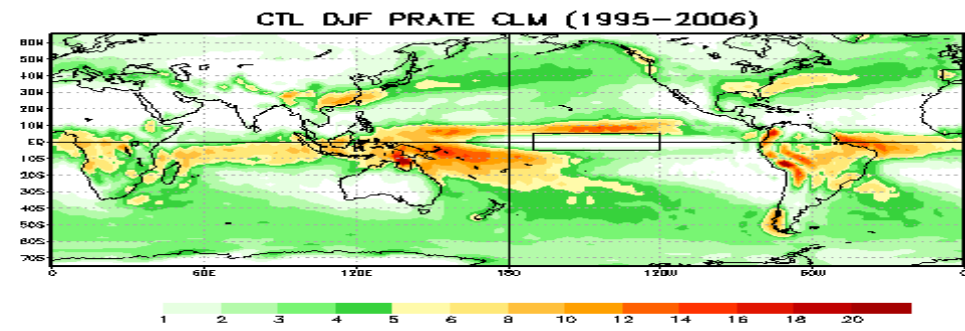 CTL DJF PRATE CLM (1995-2006)
60N
50N
40N
30N
20N
10N
EQ
10S
20S
30S
40S
50S
60S
70S
0 60E 120E 180 120W 60W 0
1 2 3 4 5 6 8 10 12 14 16 18 20